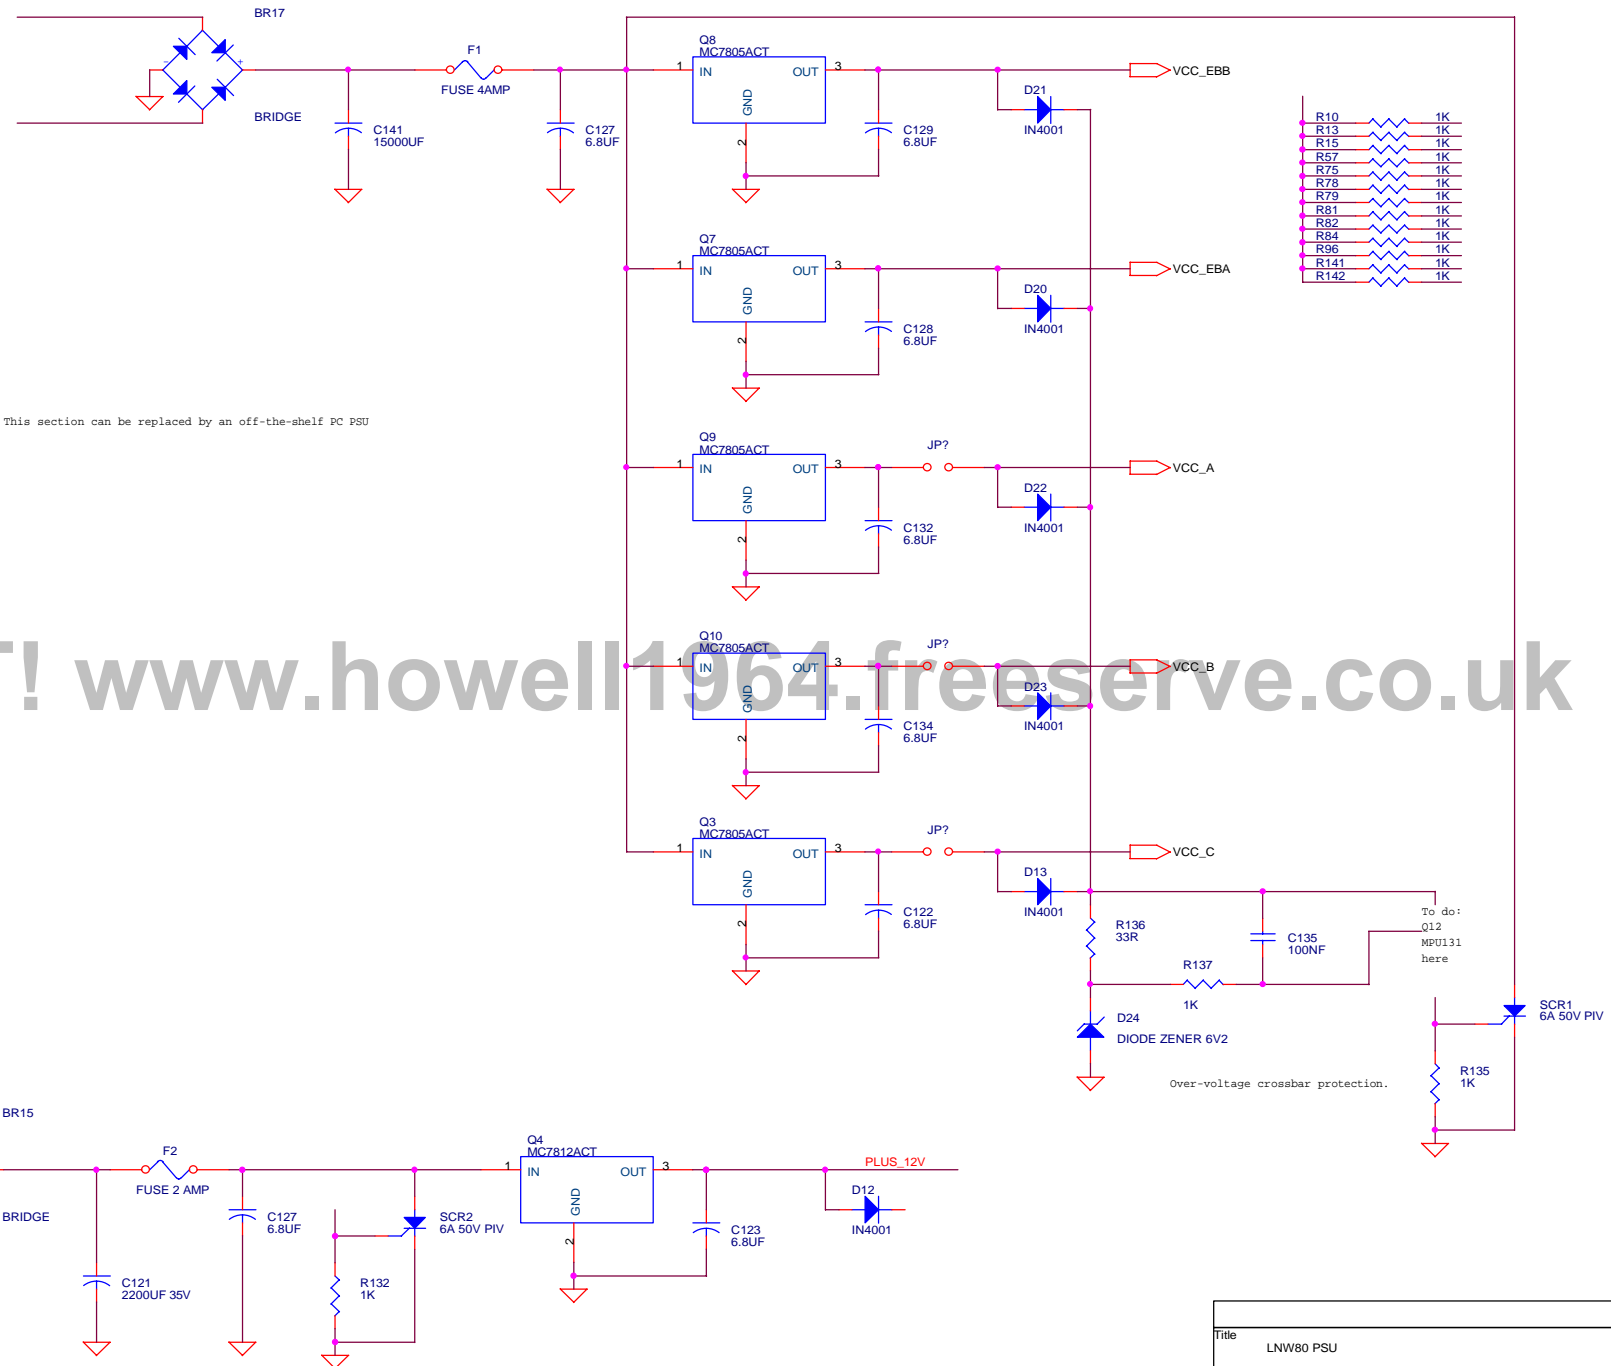 BR17
BRIDGE
- +
F1
FUSE 4AMP
C141
15000UF
C127
6.8UF
Q8
MC7805ACT
1 IN OUT 3
GND
2
C129
6.8UF
D21
IN4001
VCC_EBB
R10 1K
R13 1K
R15 1K
R57 1K
R75 1K
R78 1K
R79 1K
R81 1K
R82 1K
R84 1K
R96 1K
R141 1K
R142 1K
Q7
MC7805ACT
1 IN OUT 3
GND
2
C128
6.8UF
D20
IN4001
VCC_EBA
This section can be replaced by an off-the-shelf PC PSU
Q9
MC7805ACT
1 IN OUT 3
GND
2
C132
6.8UF
JP?
D22
IN4001
VCC_A
! www.howell1964.freeserve.co.uk
Q10
MC7805ACT
1 IN OUT 3
GND
2
C134
6.8UF
JP?
D23
IN4001
VCC_B
Q3
MC7805ACT
1 IN OUT 3
GND
2
C122
6.8UF
JP?
D13
IN4001
VCC_C
R136
33R
C135
100NF
To do:
Q12
MPU131
here
R137
1K
D24
DIODE ZENER 6V2
SCR1
6A 50V PIV
R135
1K
Over-voltage crossbar protection.
BR15
BRIDGE
F2
FUSE 2 AMP
C121
2200UF 35V
C127
6.8UF
R132
1K
SCR2
6A 50V PIV
Q4
MC7812ACT
1 IN OUT 3
GND
2
C123
6.8UF
PLUS_12V
D12
IN4001
Title
LNW80 PSU